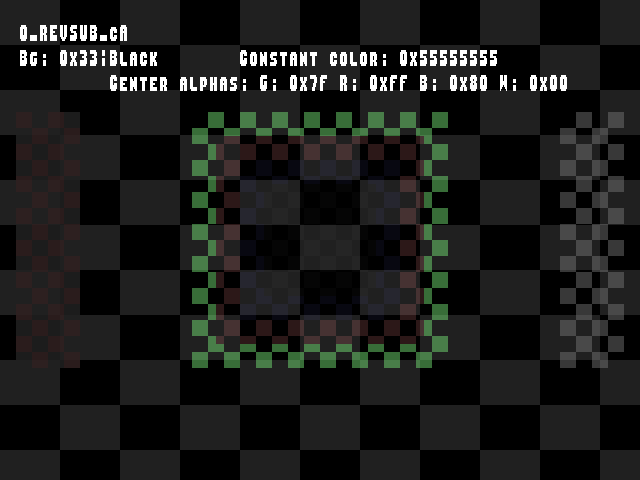 0_REVSUB_cA
Bg: 0x33¦Black Constant color: 0x55555555
Center alphas: G: 0x7f R: 0xff B: 0x80 W: 0x00